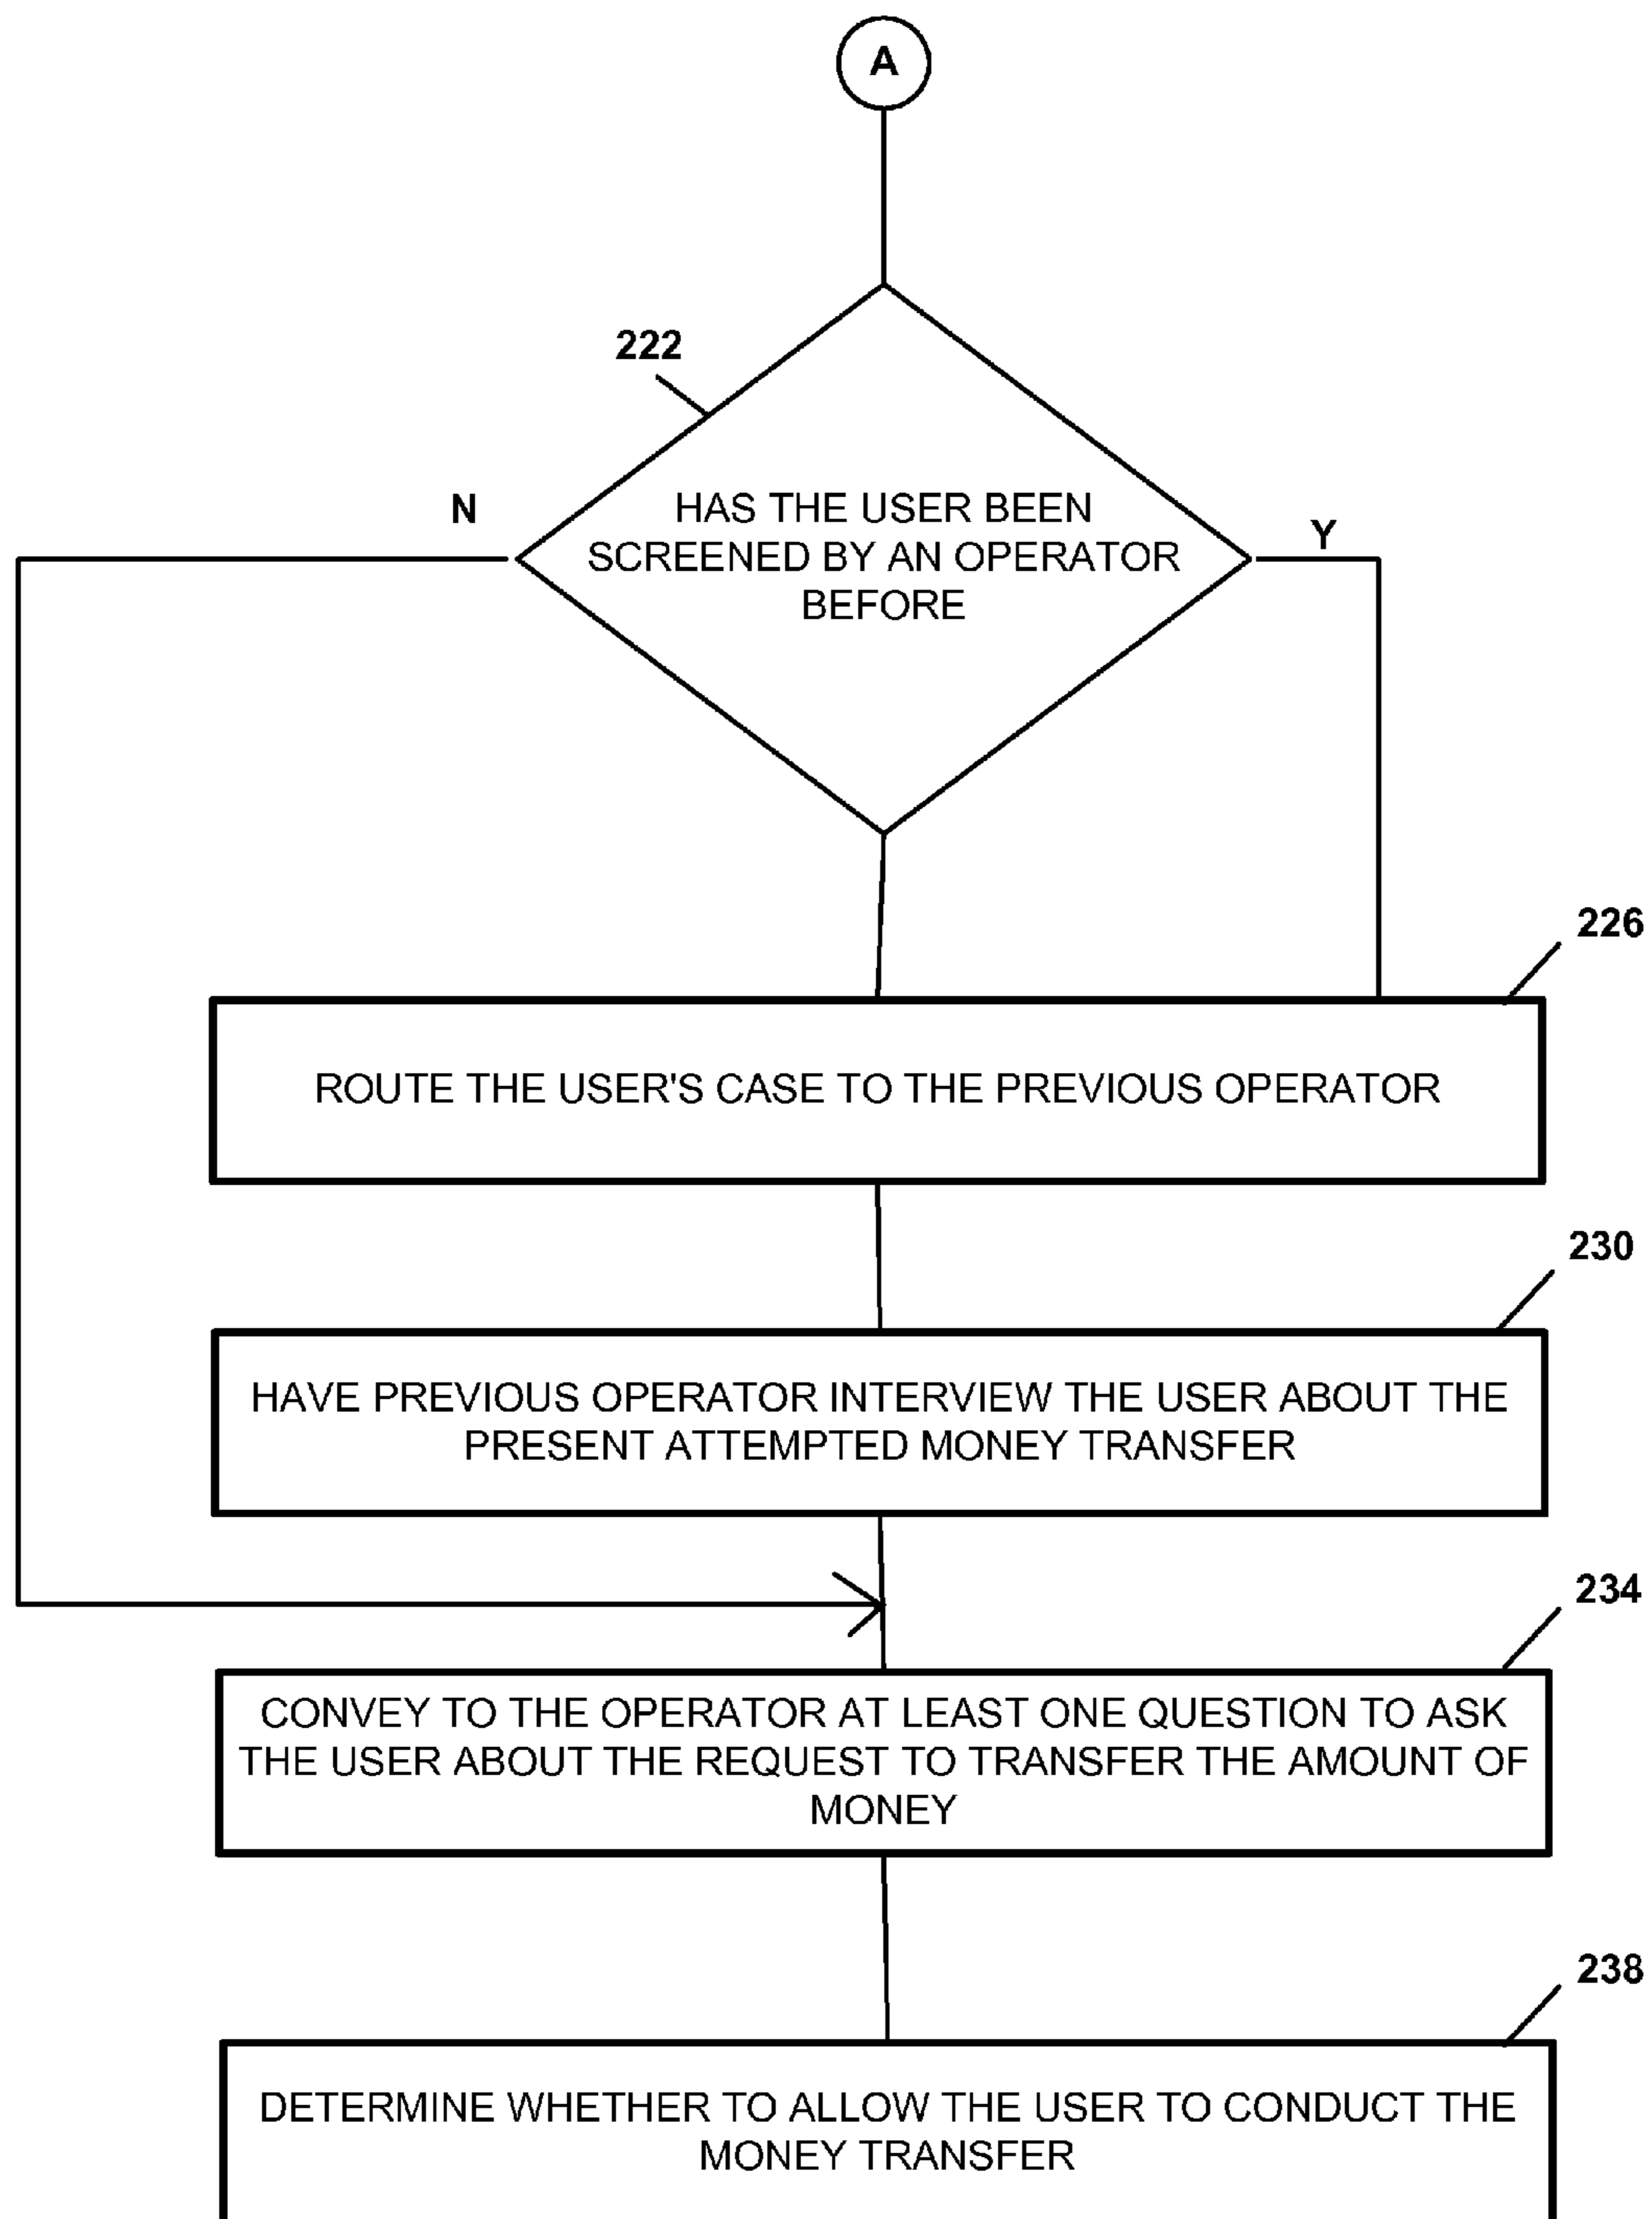 A
222
N
HAS THE USER BEEN
SCREENED BY AN OPERATOR
BEFORE
Y
226
ROUTE THE USER'S CASE TO THE PREVIOUS OPERATOR
230
HAVE PREVIOUS OPERATOR INTERVIEW THE USER ABOUT THE
PRESENT ATTEMPTED MONEY TRANSFER
234
CONVEY TO THE OPERATOR AT LEAST ONE QUESTION TO ASK
THE USER ABOUT THE REQUEST TO TRANSFER THE AMOUNT OF
MONEY
238
DETERMINE WHETHER TO ALLOW THE USER TO CONDUCT THE
MONEY TRANSFER